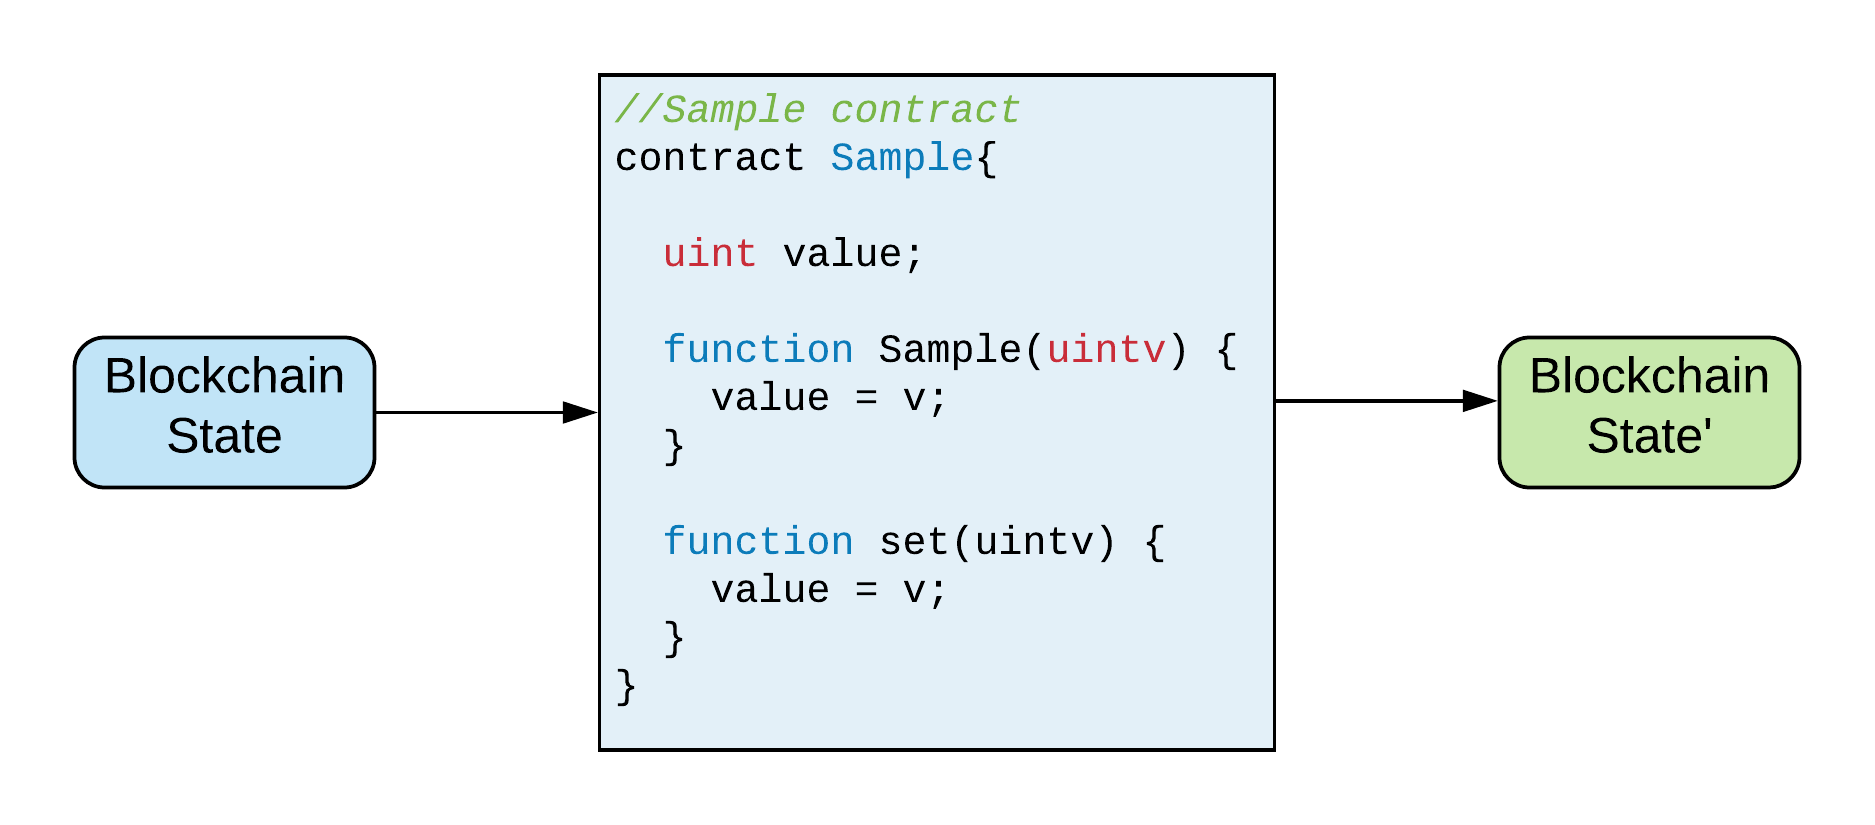 Blockchain
State
//Sample contract
contract Sample{
uint value;
function Sample(uintv) {
value = v;
}
function set(uintv) {
value = v;
}
}
Blockchain
State'